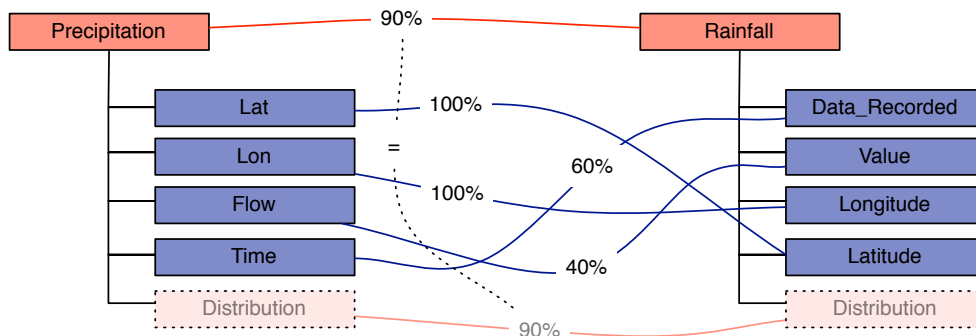 90%
Precipitation
Rainfall
Lat
100%
Data_Recorded
Lon
=
60%
Value
100%
Flow
Longitude
Time
40%
Latitude
Distribution
90%
Distribution